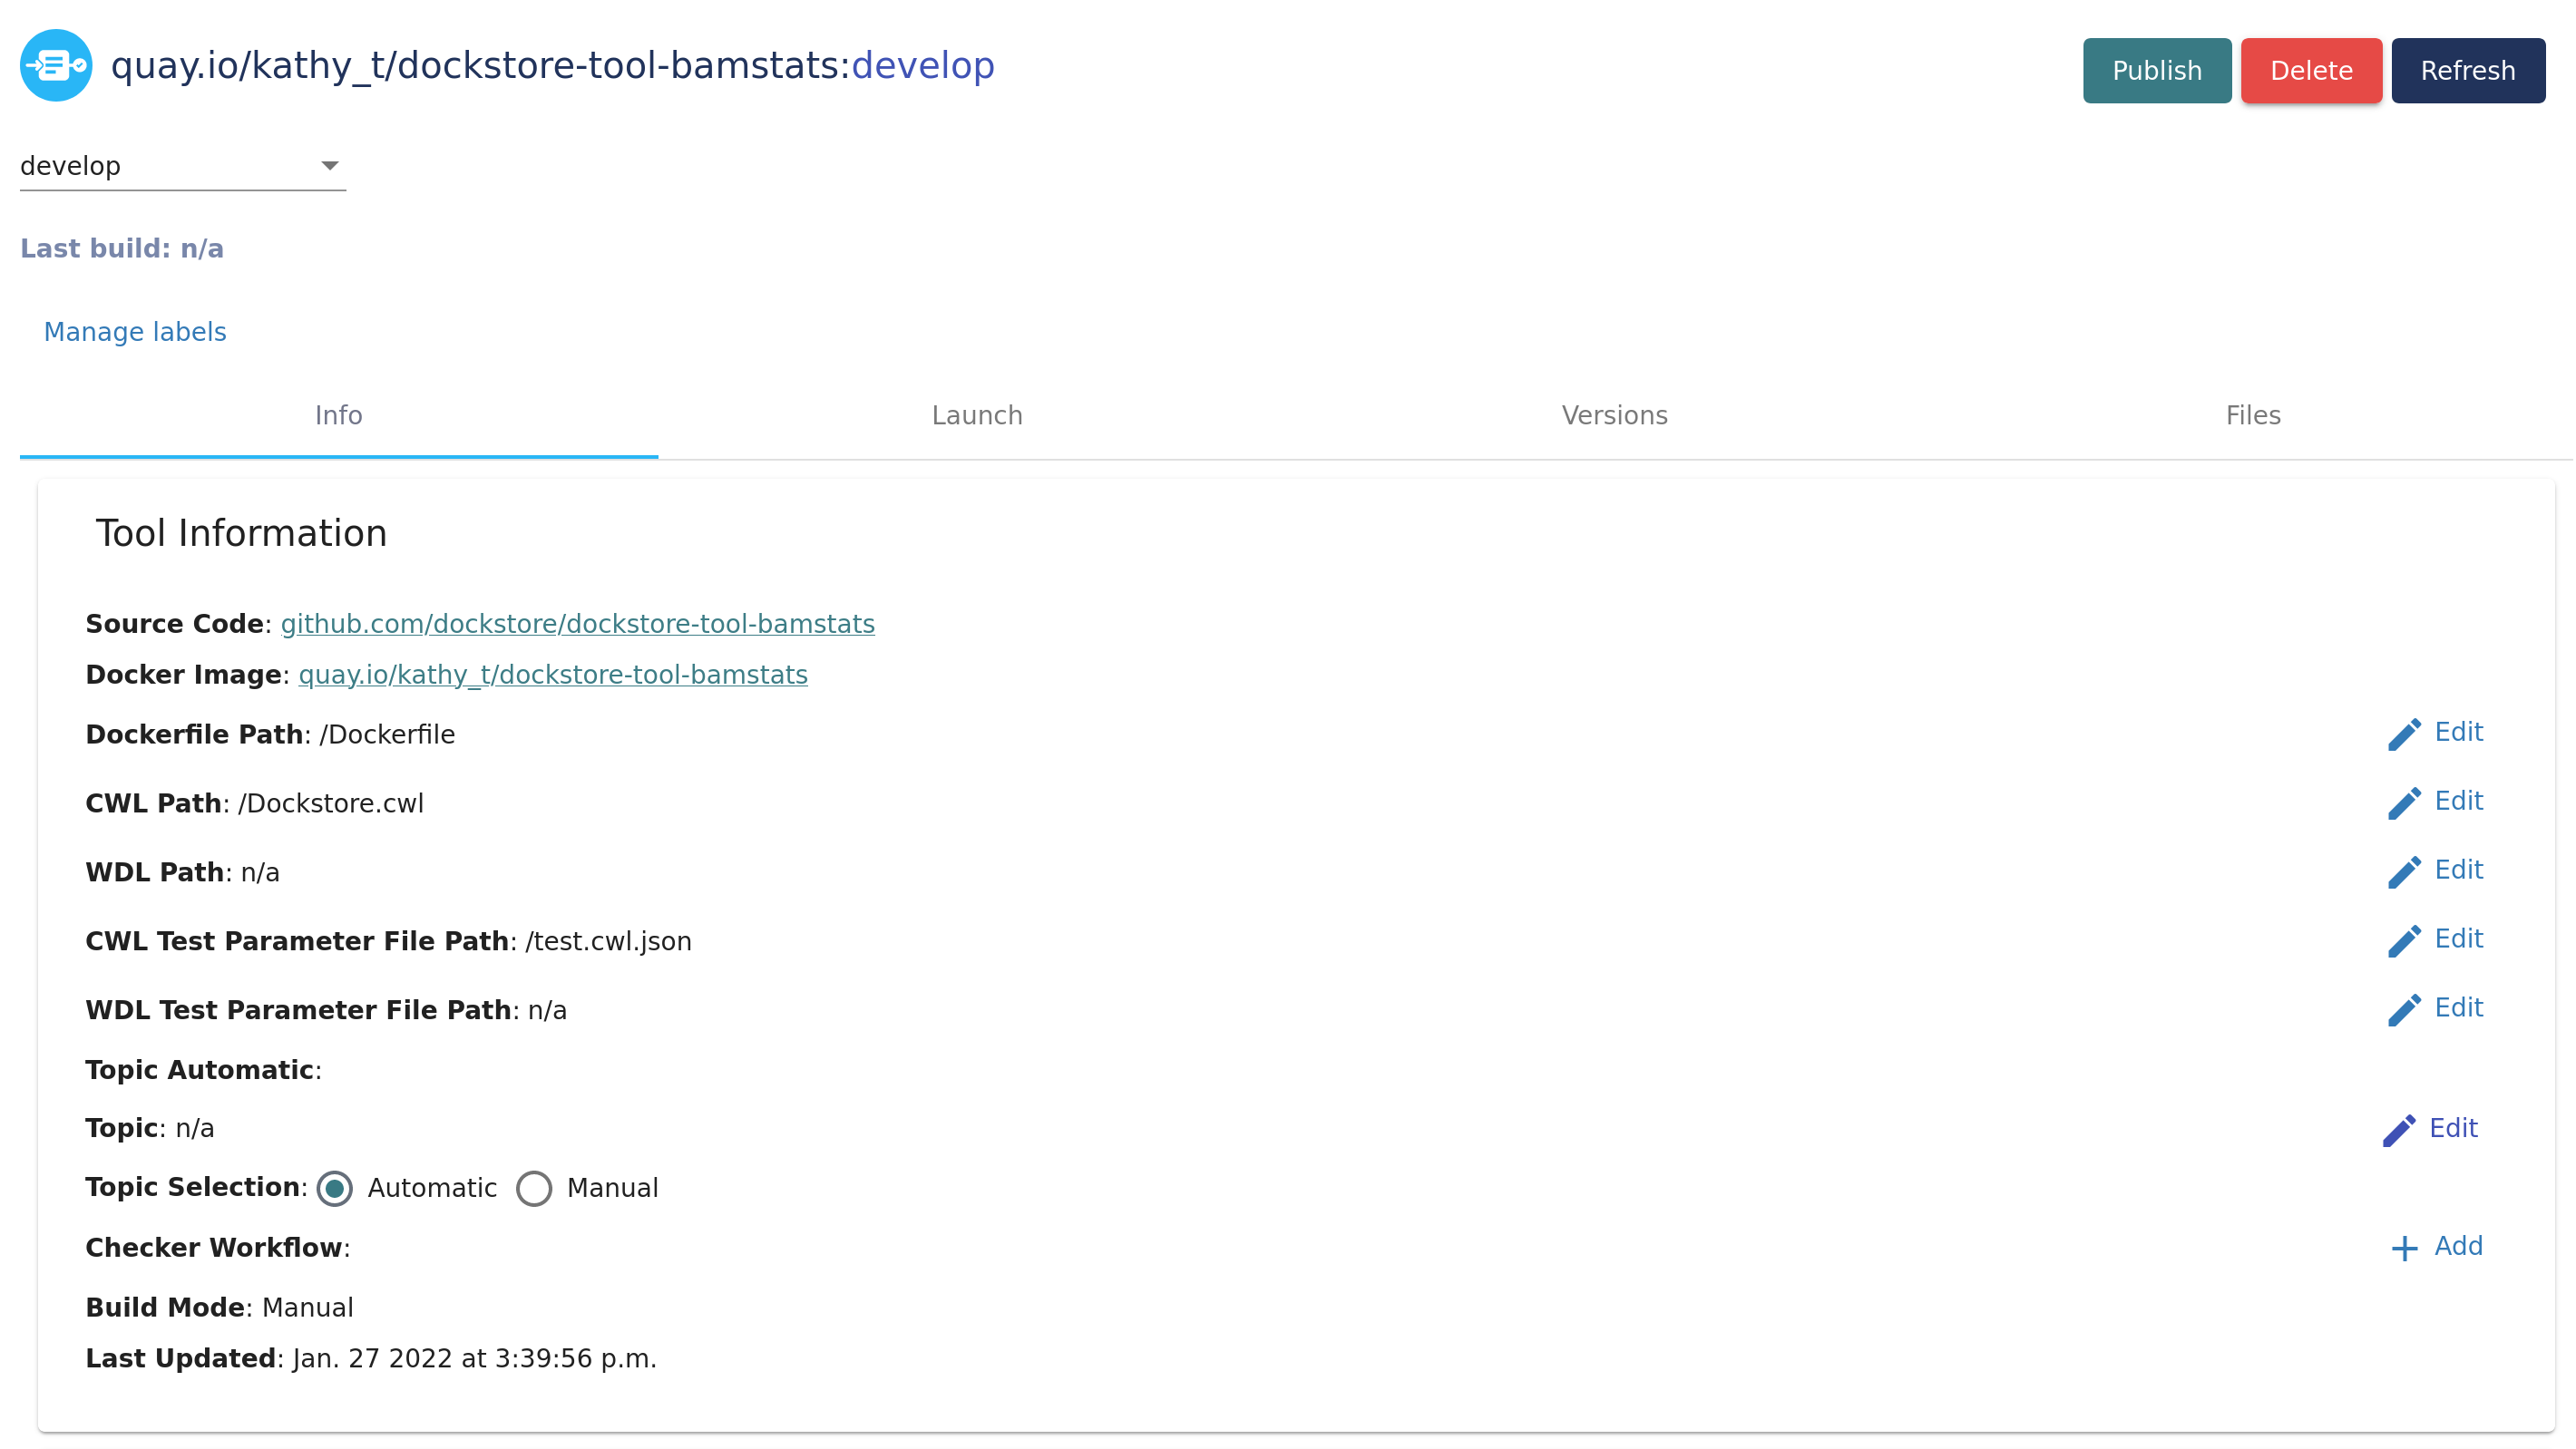 quay.io/kathy_t/dockstore-tool-bamstats:develop
Publish Delete Refresh
develop
Last build: n/a
Manage labels
Info Launch Versions Files
Tool Information
Source Code: github.com/dockstore/dockstore-tool-bamstats
Docker Image: quay.io/kathy_t/dockstore-tool-bamstats
Dockerfile Path: /Dockerfile Edit
CWL Path: /Dockstore.cwl Edit
WDL Path: n/a Edit
CWL Test Parameter File Path: /test.cwl.json Edit
WDL Test Parameter File Path: n/a Edit
Topic Automatic:
Topic: n/a Edit
Topic Selection: Automatic Manual
Checker Workflow: Add
Build Mode: Manual
Last Updated: Jan. 27 2022 at 3:39:56 p.m.